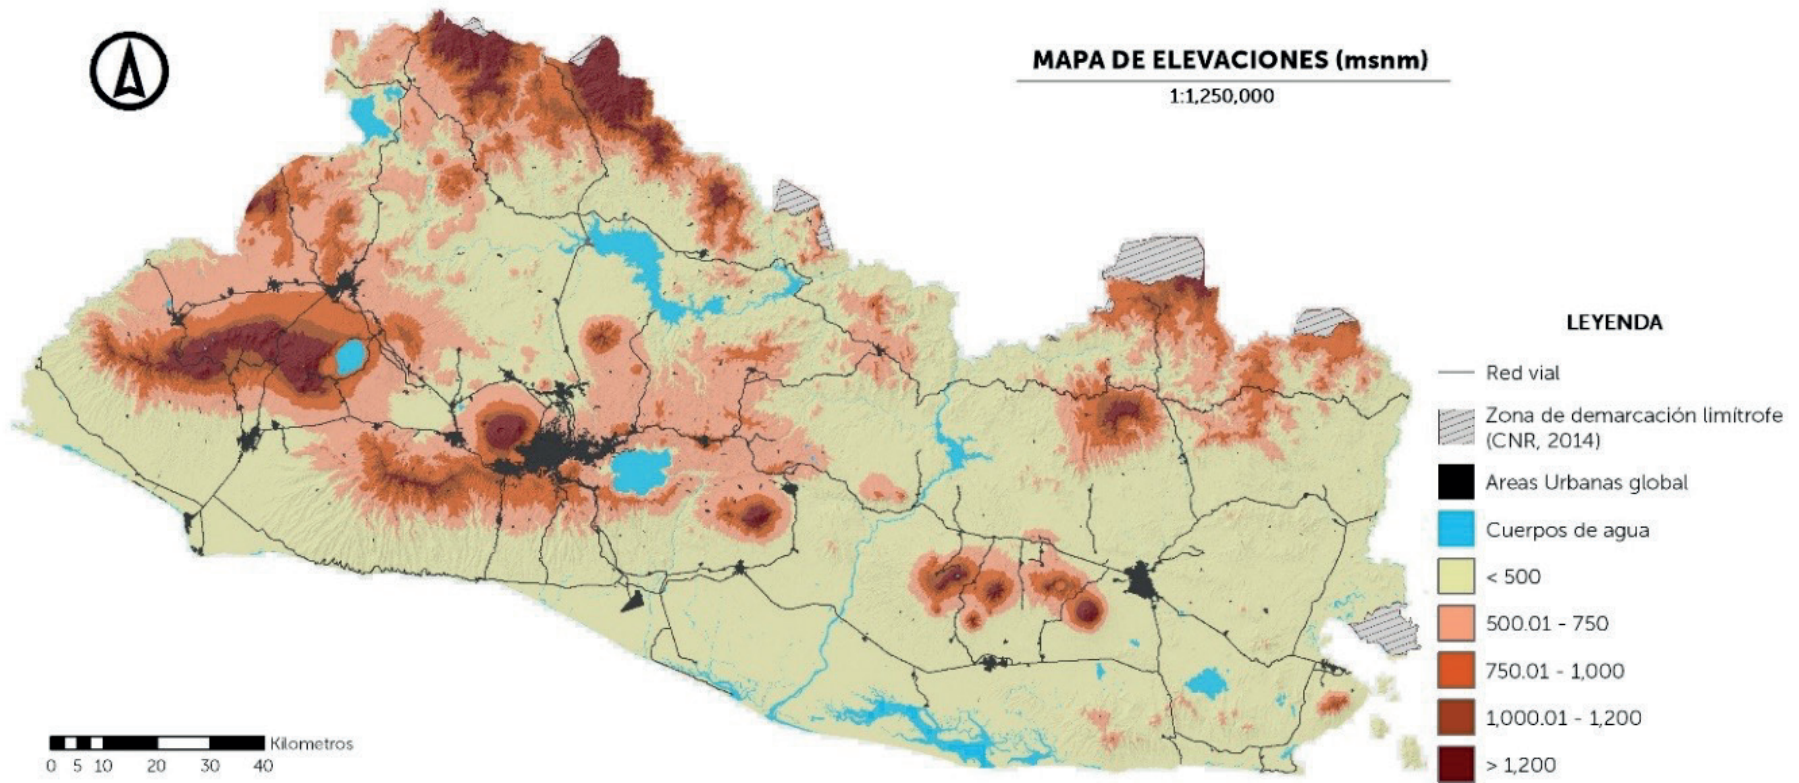 MAPA DE ELEVACIONES (msnm)
1:1,250,000
LEYENDA
Red vial
Zona de demarcación limítrofe
(CNR, 2014)
Areas Urbanas global
Cuerpos de agua
< 500
500.01 - 750
750.01 - 1,000
1,000.01 - 1,200
> 1,200
Kilometros
0 5 10 20 30 40